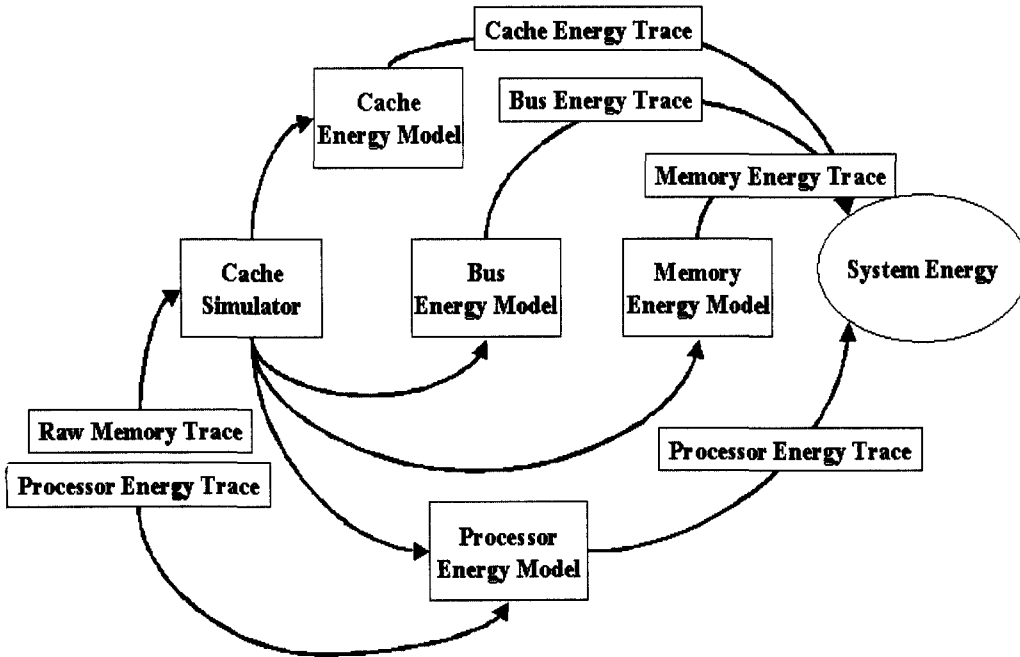 Cache Energy Trace
Cache
Energy Model
Bus Energy Trace
Memory Energy Trace
Cache
Simulator
Bus
Energy Model
Memory
Energy Model
System Energy
Raw Memory Trace
Processor Energy Trace
Processor Energy Trace
Processor
Energy Model